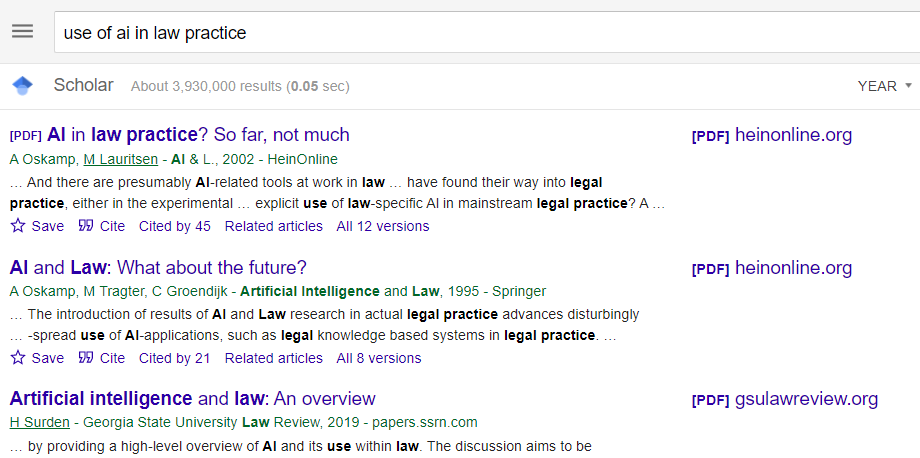 use of ai in law practice
Scholar About 3,930,000 results (0.05 sec) YEAR
[PDF] AI in law practice? So far, not much [PDF] heinonline.org
A Oskamp, M Lauritsen - AI & L., 2002 - HeinOnline
… And there are presumably AI-related tools at work in law … have found their way into legal
practice, either in the experimental … explicit use of law-specific AI in mainstream legal practice? A …
Save Cite Cited by 45 Related articles All 12 versions
AI and Law: What about the future? [PDF] heinonline.org
A Oskamp, M Tragter, C Groendijk - Artificial Intelligence and Law, 1995 - Springer
… The introduction of results of AI and Law research in actual legal practice advances disturbingly
… -spread use of AI-applications, such as legal knowledge based systems in legal practice. …
Save Cite Cited by 21 Related articles All 8 versions
Artificial intelligence and law: An overview [PDF] gsulawreview.org
H Surden - Georgia State University Law Review, 2019 - papers.ssrn.com
… by providing a high-level overview of AI and its use within law. The discussion aims to be